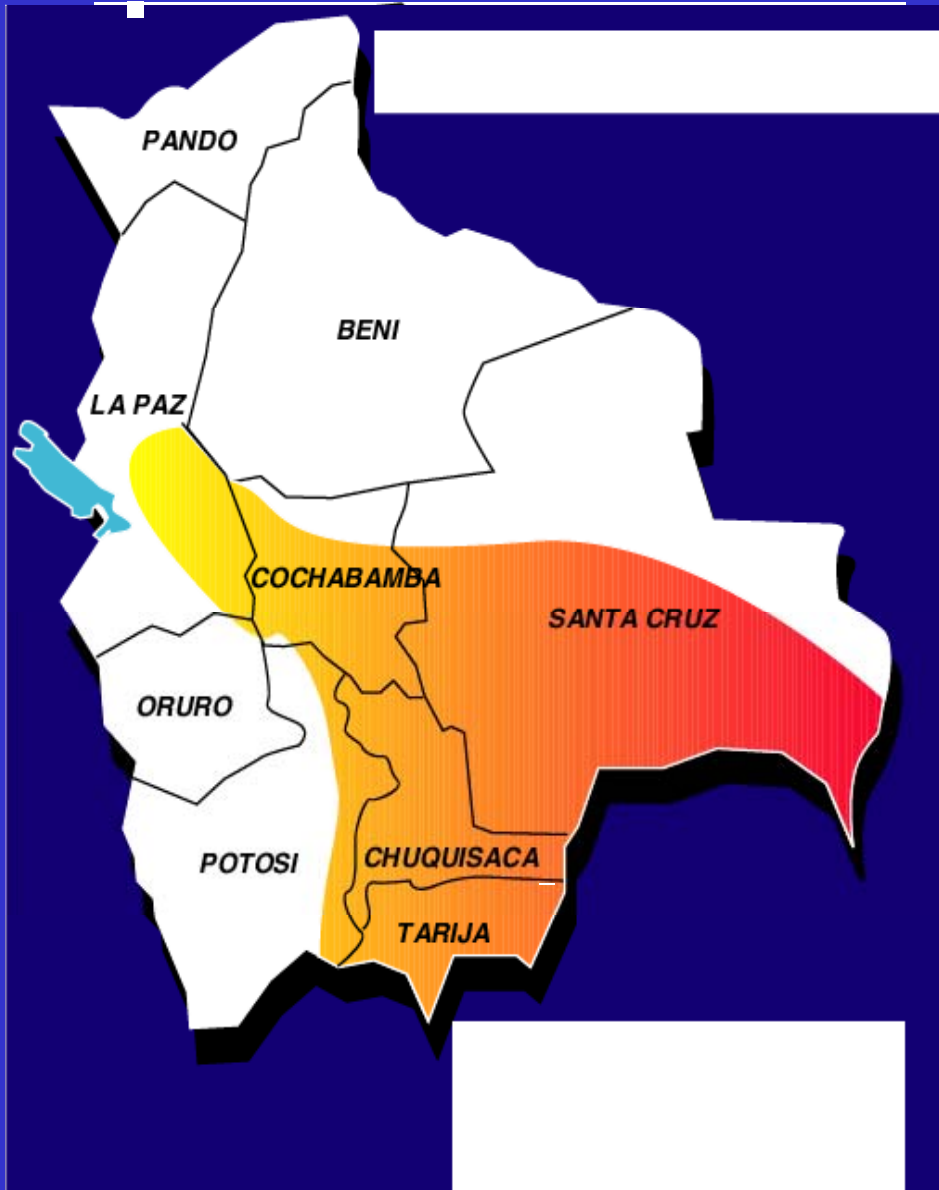 PANDO
BENI
LA PAZ
COCHABAMBA
SANTA CRUZ
ORURO
POTOSI
CHUQUISACA
TARIJA